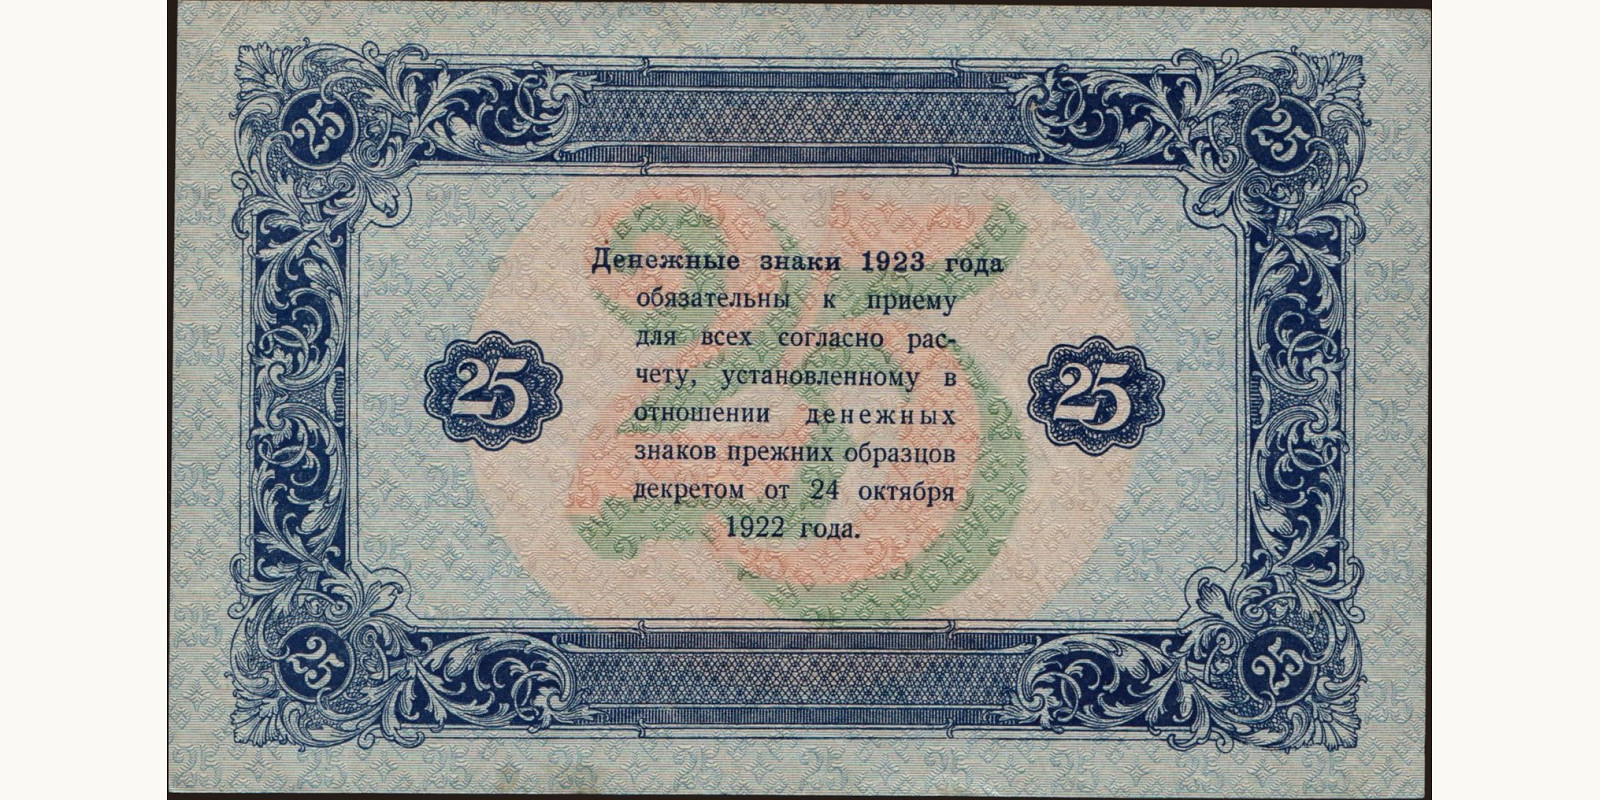 25 25
Денежные знаки 1923 года
обязательны к приему
для всех согласно рас-
чету, установленному в
отношении денежных
знаков прежних образцов
декретом от 24 октября
1922 года.
25 25
25 25